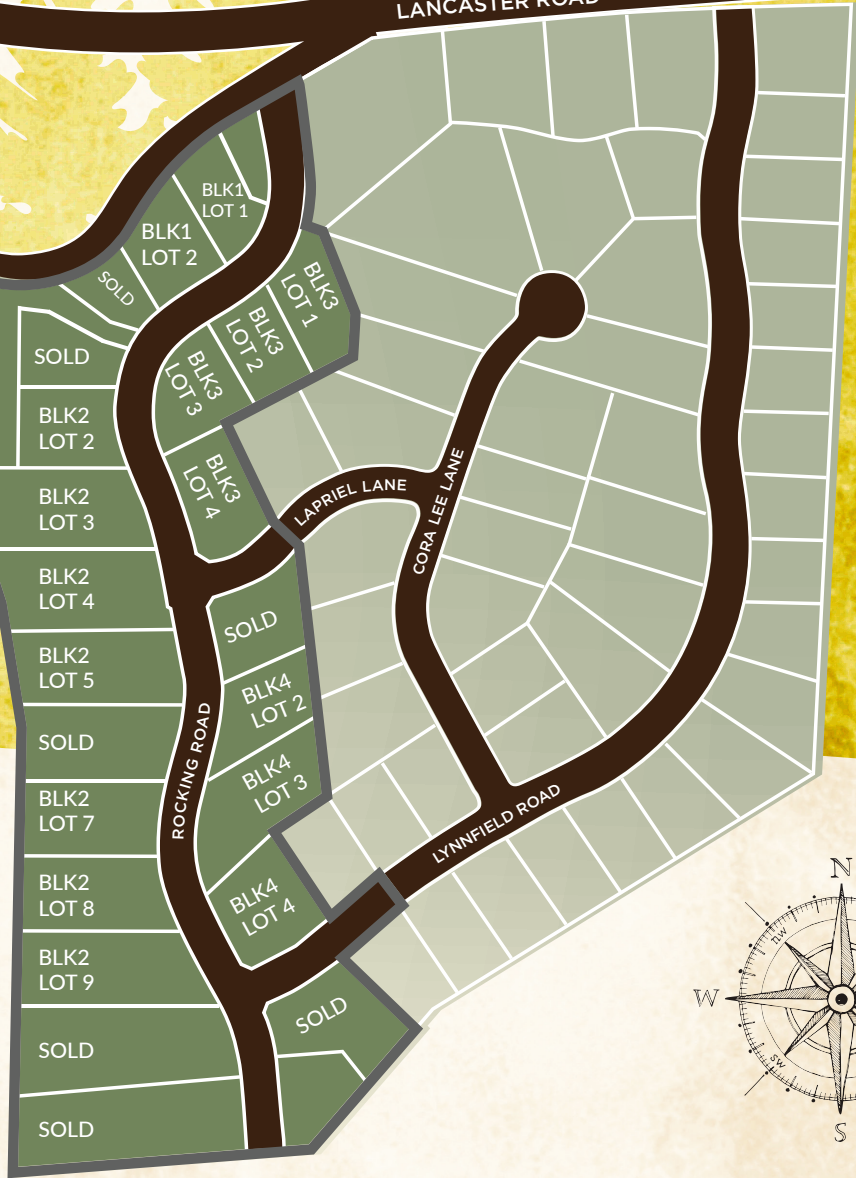 LANCASTER ROAD
BLK1
LOT 1
BLK1
LOT 2
SOLD
BLK3
LOT 1
BLK3
LOT 2
BLK3
LOT 3
BLK3
LOT 4
SOLD
BLK2
LOT 2
BLK2
LOT 3
BLK2
LOT 4
BLK2
LOT 5
SOLD
BLK2
LOT 7
BLK2
LOT 8
BLK2
LOT 9
SOLD
SOLD
LAPRIEL LANE
CORA LEE LANE
SOLD
BLK4
LOT 2
BLK4
LOT 3
BLK4
LOT 4
SOLD
ROCKING ROAD
LYNNFIELD ROAD
N
nw
W
sw
S